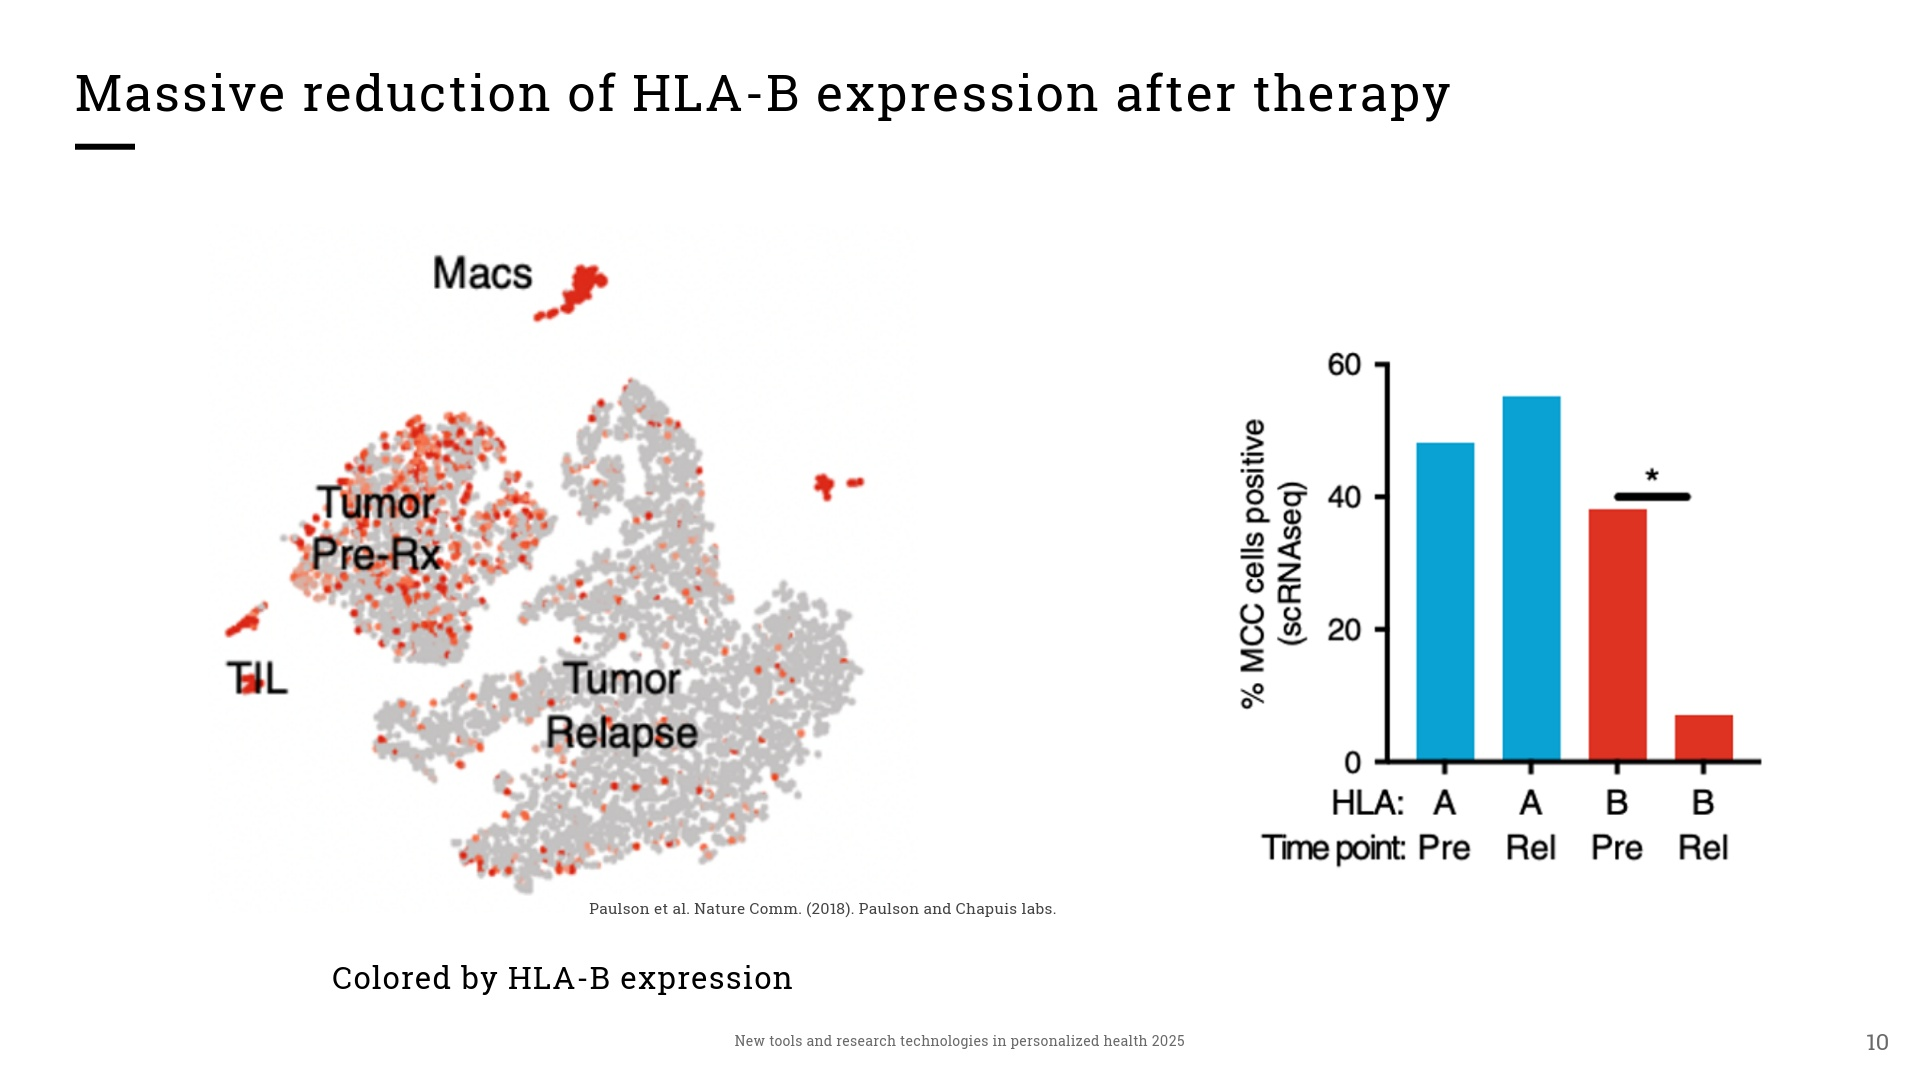 Massive reduction of HLA-B expression after therapy
Macs
Tumor
Pre-Rx
TIL
Tumor
Relapse
% MCC cells positive
(scRNAseq)
60
40
20
0
*
HLA: A A B B
Time point: Pre Rel Pre Rel
Paulson et al. Nature Comm. (2018). Paulson and Chapuis labs.
Colored by HLA-B expression
New tools and research technologies in personalized health 2025
10